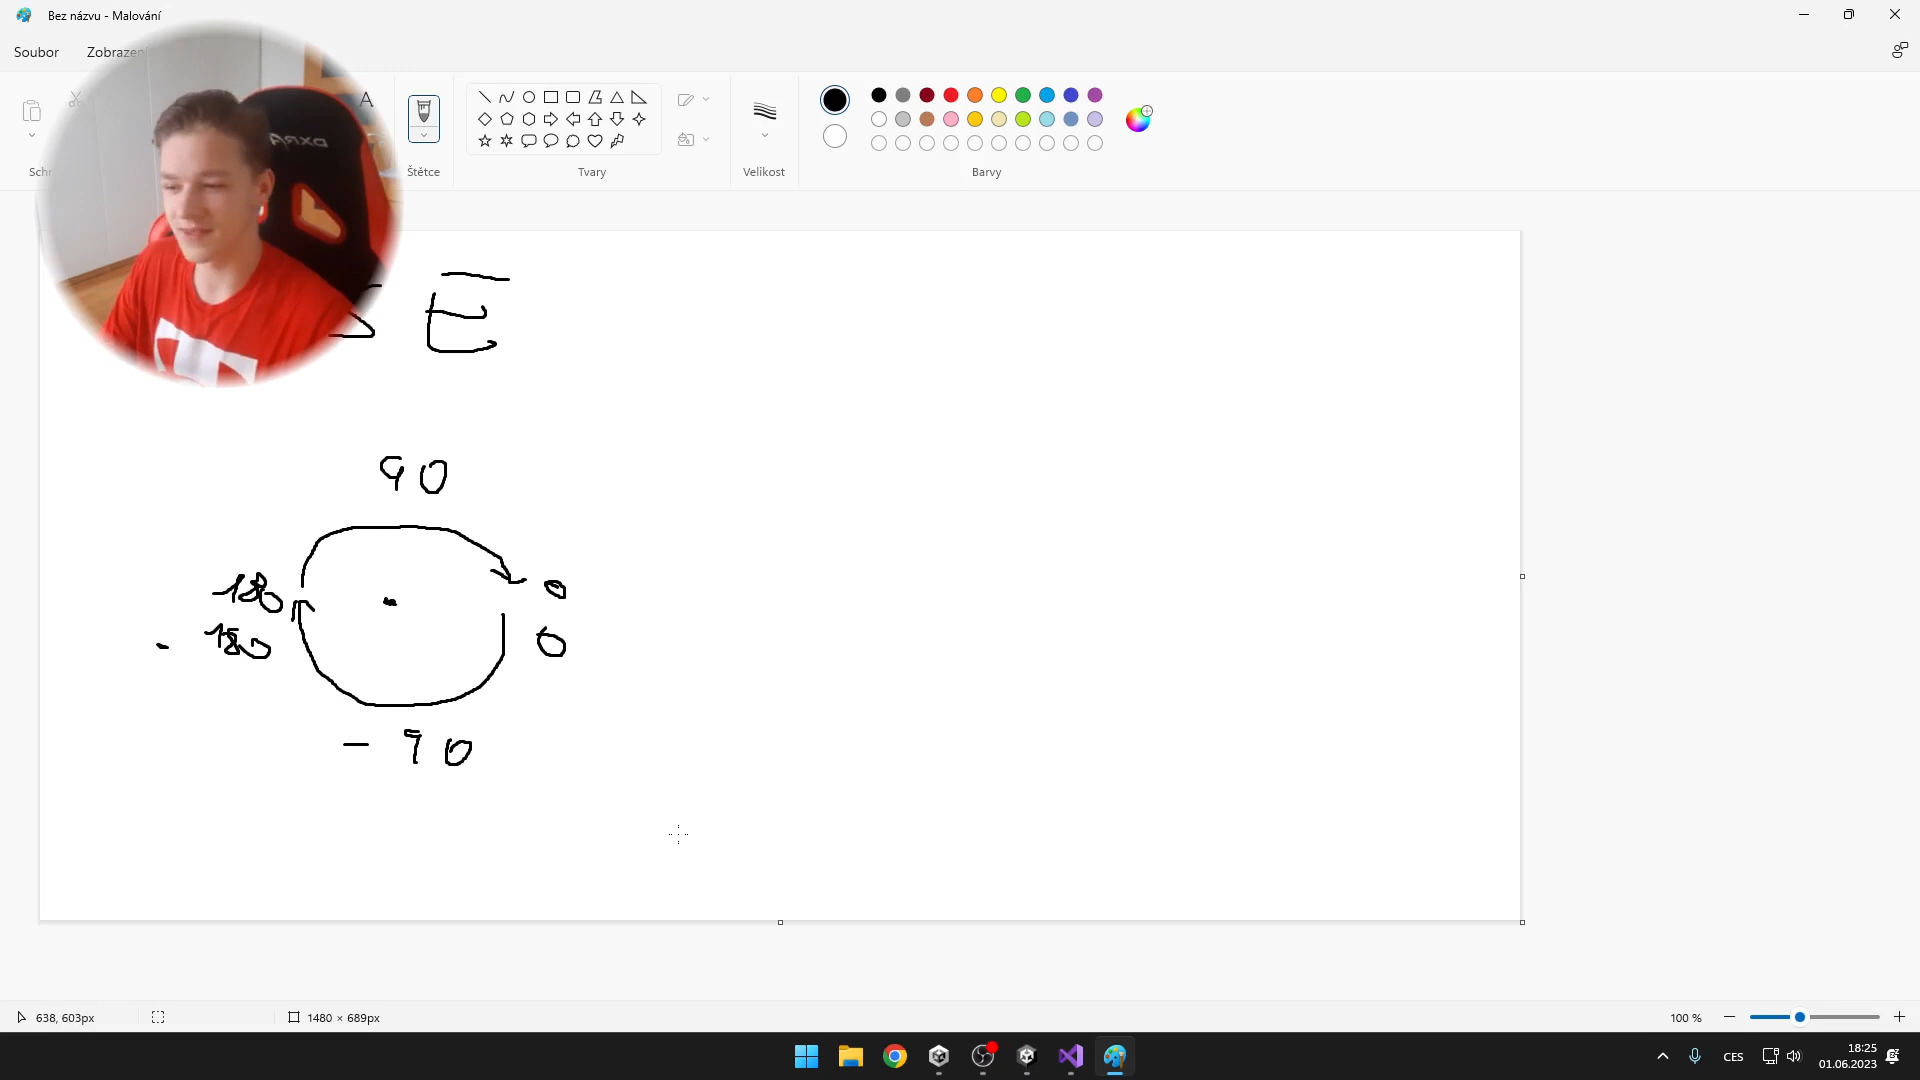 Bez názvu - Malování
Soubor
Štětce
Tvary
Velikost
Barvy
E
90
-180
0
- 180
0
- 90
638, 603px
1480 × 689px
100 %
CES
18:25
01.06.2023